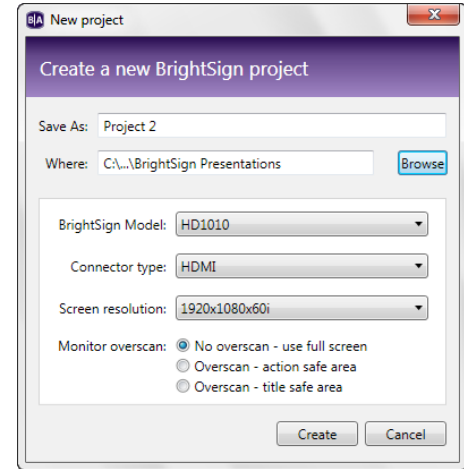 B|A New project
Create a new BrightSign project
Save As: Project 2
Where: C:\...\BrightSign Presentations Browse
BrightSign Model: HD1010
Connector type: HDMI
Screen resolution: 1920x1080x60i
Monitor overscan: No overscan - use full screen
Overscan - action safe area
Overscan - title safe area
Create Cancel